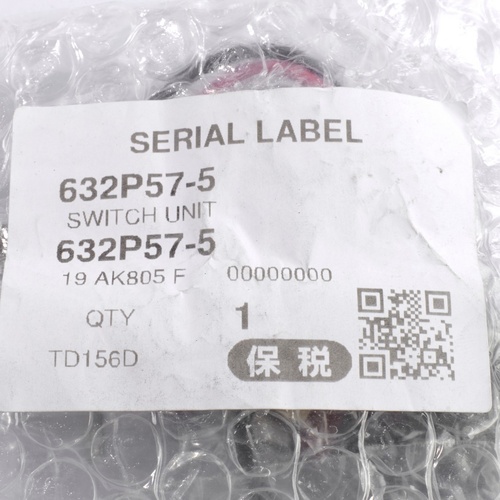 SERIAL LABEL
632P57-5
SWITCH UNIT
632P57-5
19 AK805 F 00000000
QTY 1
TD156D 保税